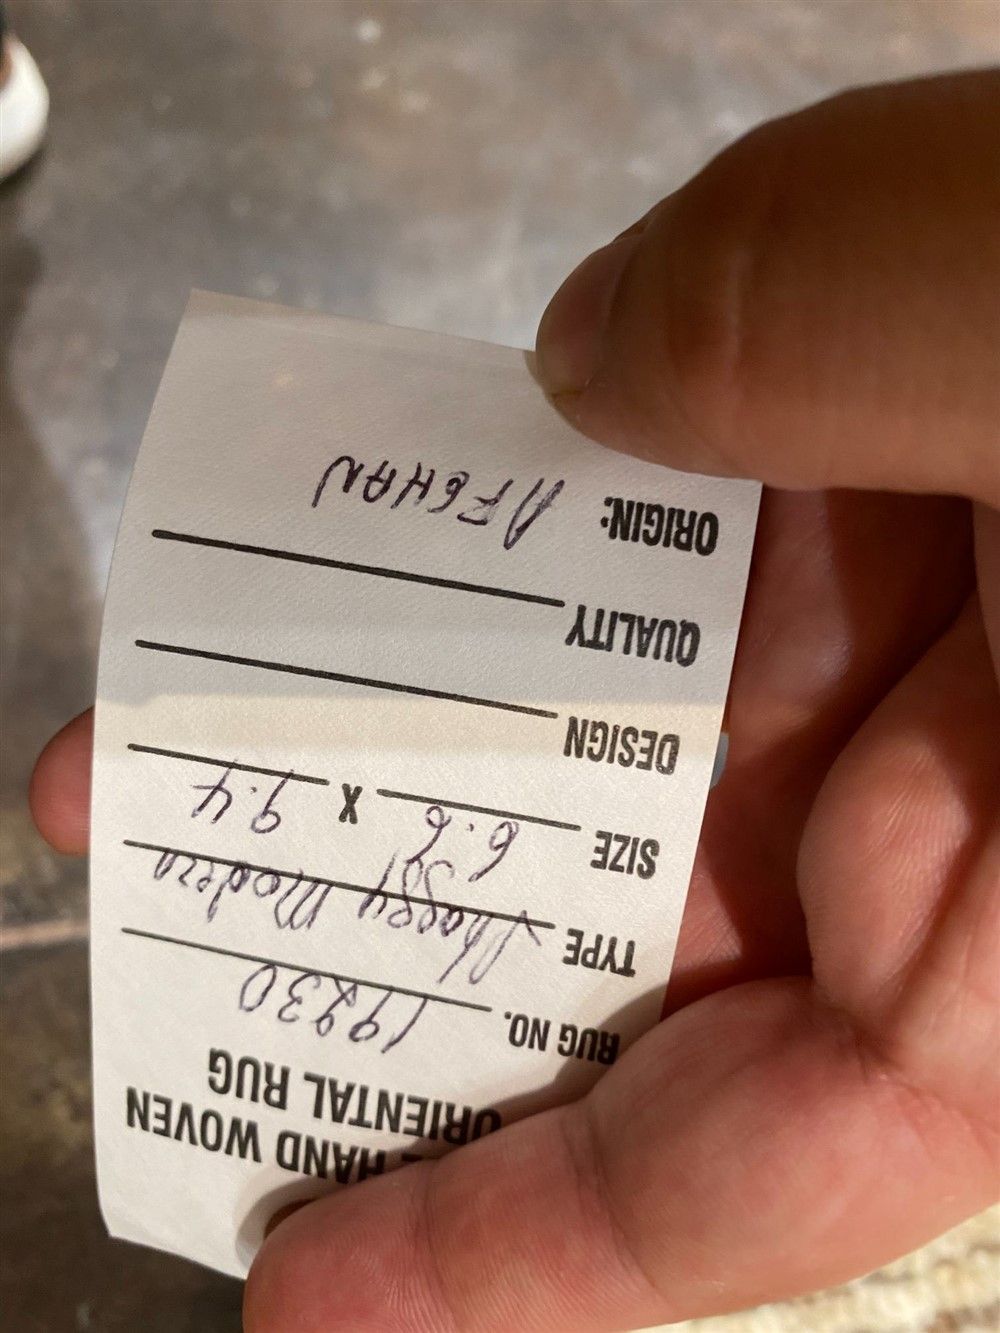 HAND WOVEN
ORIENTAL RUG
RUG NO. 19230
TYPE Shaggy Modern
SIZE 6.6 X 9.4
DESIGN
QUALITY
ORIGIN: AFGHAN